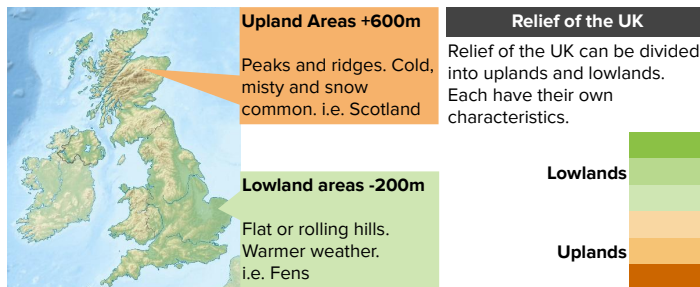 Upland Areas +600m
Peaks and ridges. Cold,
misty and snow
common. i.e. Scotland
Lowland areas -200m
Flat or rolling hills.
Warmer weather.
i.e. Fens
Relief of the UK
Relief of the UK can be divided
into uplands and lowlands.
Each have their own
characteristics.
Lowlands
Uplands